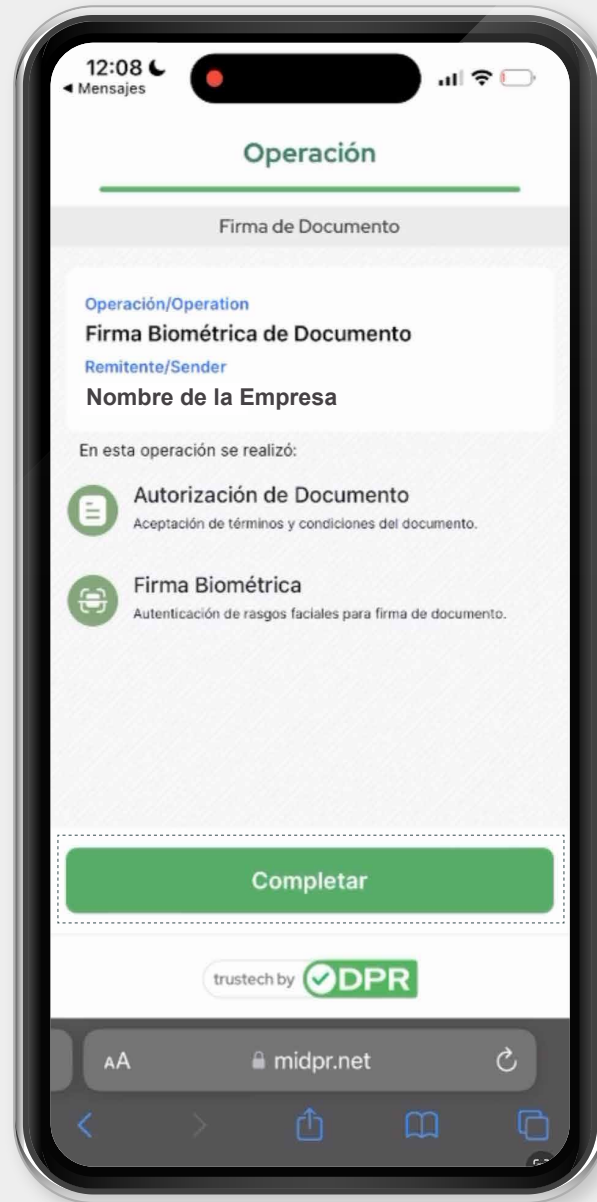 12:08
◀ Mensajes
Operación
Firma de Documento
Operación/Operation
Firma Biométrica de Documento
Remitente/Sender
Nombre de la Empresa
En esta operación se realizó:
Autorización de Documento
Aceptación de términos y condiciones del documento.
Firma Biométrica
Autenticación de rasgos faciales para firma de documento.
Completar
trustech by DPR
AA midpr.net